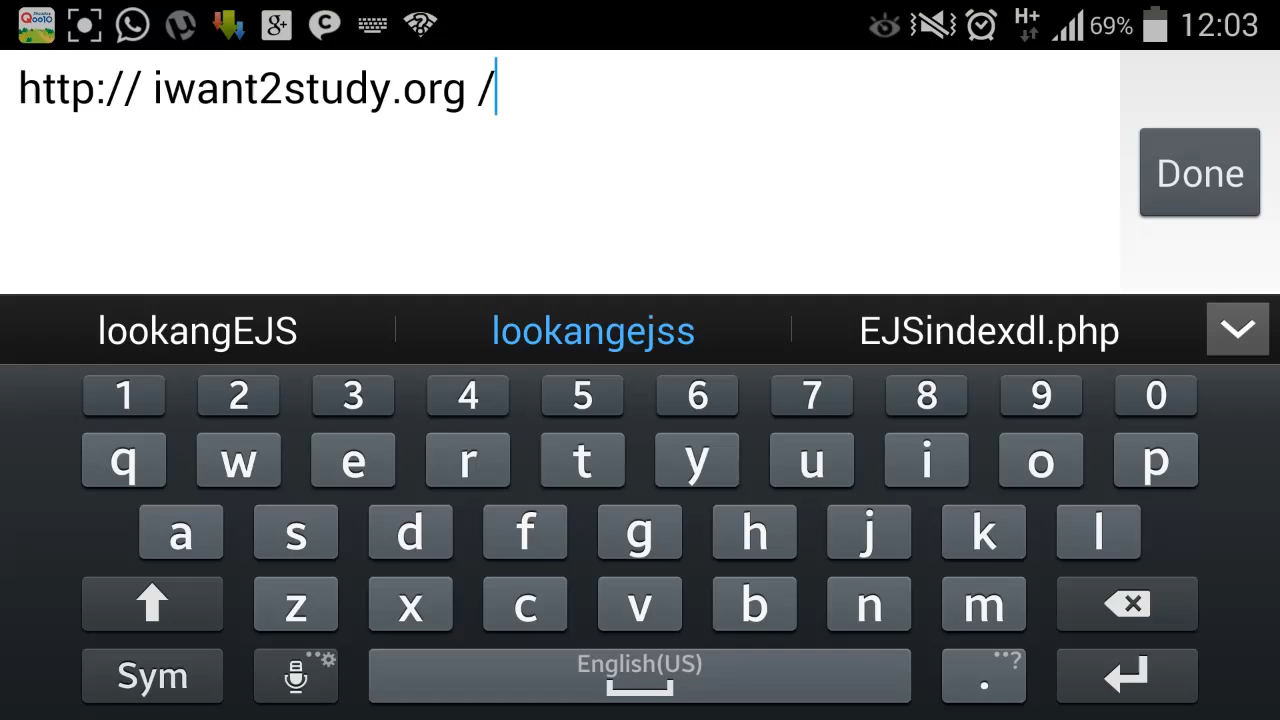 Qoo10 g+ C H+ 69% 12:03
http:// iwant2study.org /
Done
lookangEJS lookangejss EJSindexdl.php
1 2 3 4 5 6 7 8 9 0
q w e r t y u i o p
a s d f g h j k l
z x c v b n m
Sym English(US) . ?